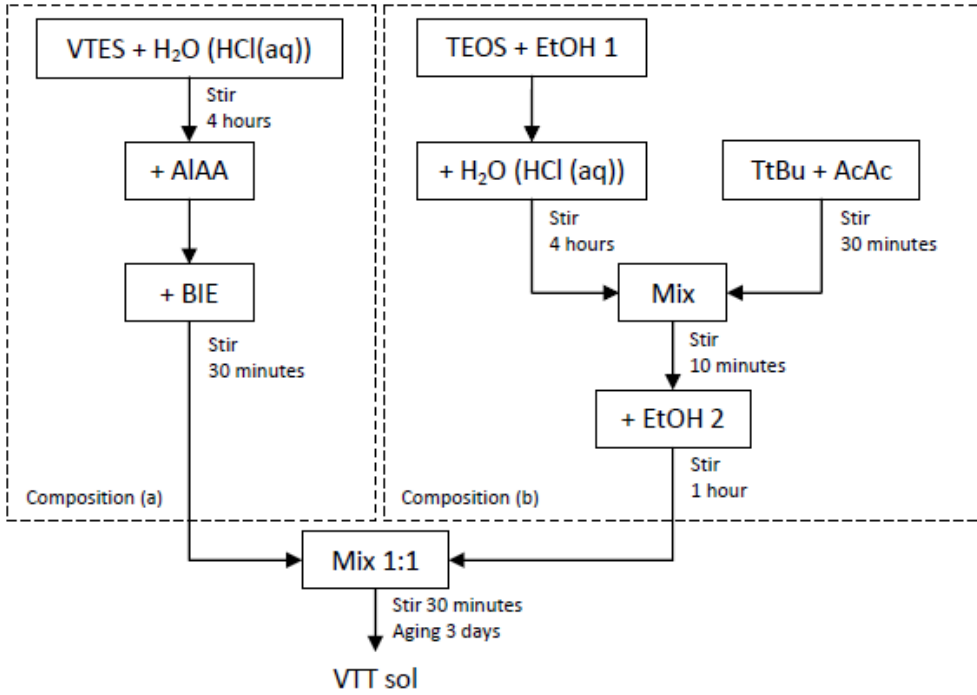 VTES + H₂O (HCl(aq))
Stir
4 hours
+ AlAA
+ BIE
Stir
30 minutes
Composition (a)
TEOS + EtOH 1
+ H₂O (HCl (aq))
Stir
4 hours
TtBu + AcAc
Stir
30 minutes
Mix
Stir
10 minutes
+ EtOH 2
Stir
1 hour
Composition (b)
Mix 1:1
Stir 30 minutes
Aging 3 days
VTT sol